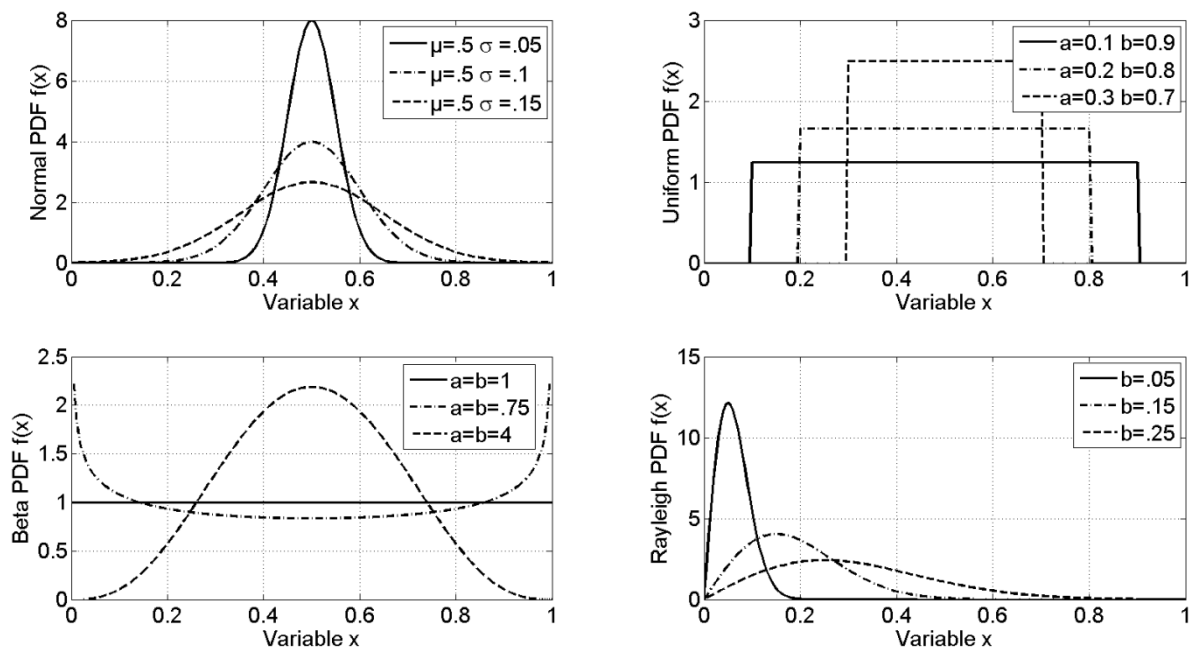 Normal PDF f(x)
8
6
4
2
0
μ=.5 σ =.05
μ=.5 σ =.1
μ=.5 σ =.15
0 0.2 0.4 0.6 0.8 1
Variable x
Uniform PDF f(x)
3
2
1
0
a=0.1 b=0.9
a=0.2 b=0.8
a=0.3 b=0.7
0 0.2 0.4 0.6 0.8 1
Variable x
Beta PDF f(x)
2.5
2
1.5
1
0.5
0
a=b=1
a=b=.75
a=b=4
0 0.2 0.4 0.6 0.8 1
Variable x
Rayleigh PDF f(x)
15
10
5
0
b=.05
b=.15
b=.25
0 0.2 0.4 0.6 0.8 1
Variable x